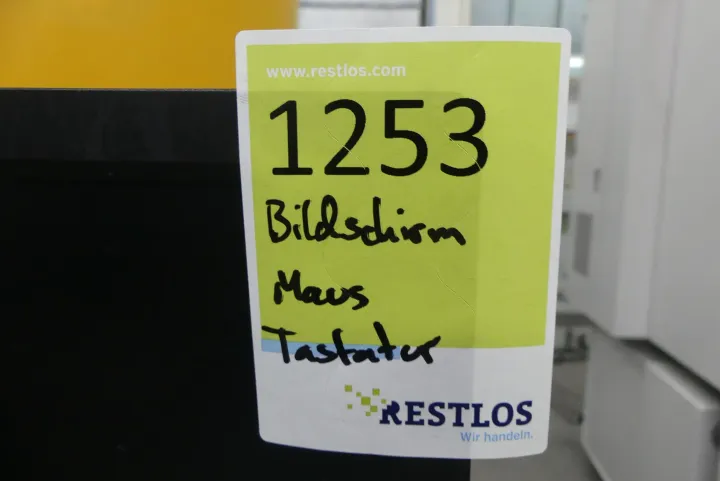 www.restlos.com
1253
Bildschirm
Maus
Tastatur
RESTLOS
Wir handeln.